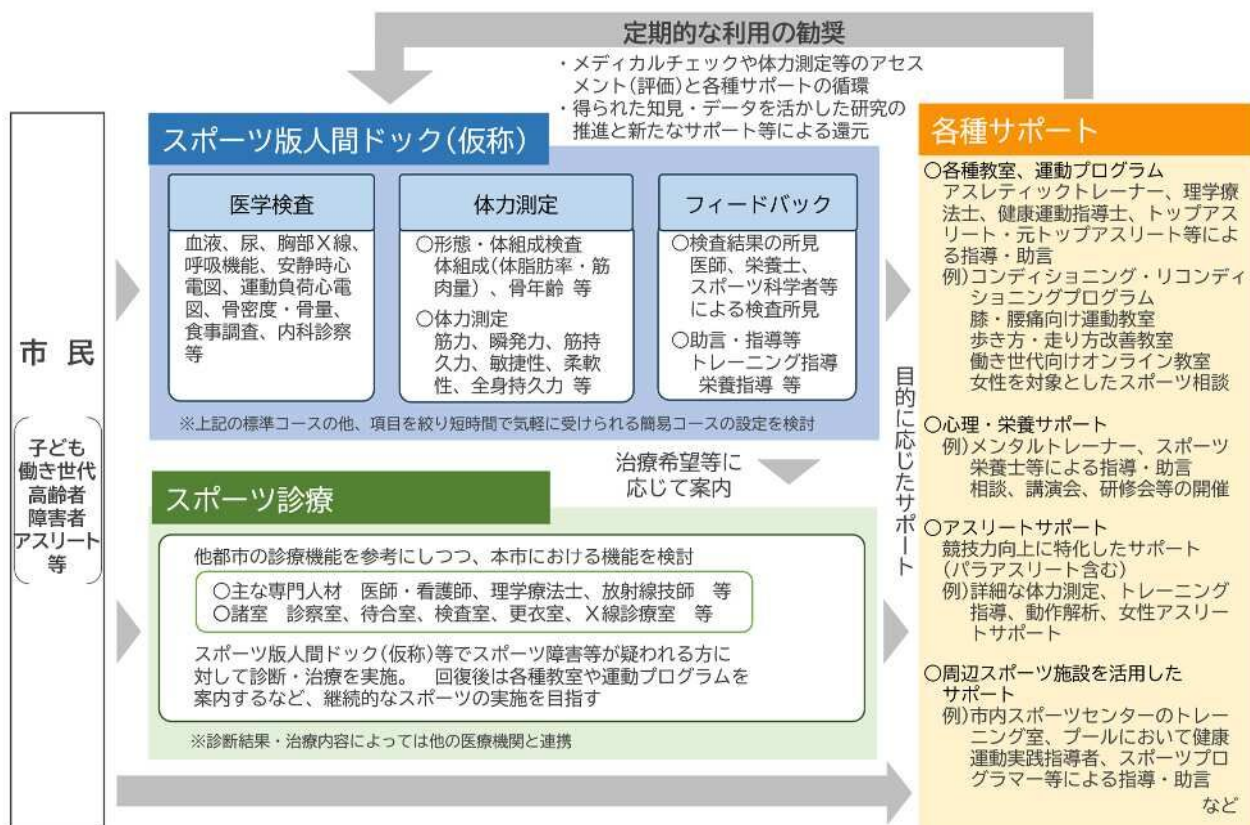 定期的な利用の勧奨
・メディカルチェックや体力測定等のアセス
メント(評価)と各種サポートの循環
・得られた知見・データを活かした研究の
推進と新たなサポート等による還元
市 民
子ども
働き世代
高齢者
障害者
アスリート
等
スポーツ版人間ドック(仮称)
医学検査
血液、尿、胸部X線、
呼吸機能、安静時心
電図、運動負荷心電
図、骨密度・骨量、
食事調査、内科診察
等
体力測定
○形態・体組成検査
体組成(体脂肪率・筋
肉量)、骨年齢 等
○体力測定
筋力、瞬発力、筋持
久力、敏捷性、柔軟
性、全身持久力 等
フィードバック
○検査結果の所見
医師、栄養士、
スポーツ科学者等
による検査所見
○助言・指導等
トレーニング指導
栄養指導 等
※上記の標準コースの他、項目を絞り短時間で気軽に受けられる簡易コースの設定を検討
治療希望等に
応じて案内
スポーツ診療
他都市の診療機能を参考にしつつ、本市における機能を検討
○主な専門人材 医師・看護師、理学療法士、放射線技師 等
○諸室 診察室、待合室、検査室、更衣室、X線診療室 等
スポーツ版人間ドック(仮称)等でスポーツ障害等が疑われる方に
対して診断・治療を実施。 回復後は各種教室や運動プログラムを
案内するなど、継続的なスポーツの実施を目指す
※診断結果・治療内容によっては他の医療機関と連携
目的に応じたサポート
各種サポート
○各種教室、運動プログラム
アスレティックトレーナー、理学療
法士、健康運動指導士、トップアス
リート・元トップアスリート等によ
る指導・助言
例)コンディショニング・リコンディ
ショニングプログラム
膝・腰痛向け運動教室
歩き方・走り方改善教室
働き世代向けオンライン教室
女性を対象としたスポーツ相談
○心理・栄養サポート
例)メンタルトレーナー、スポーツ
栄養士等による指導・助言
相談、講演会、研修会等の開催
○アスリートサポート
競技力向上に特化したサポート
(パラアスリート含む)
例)詳細な体力測定、トレーニング
指導、動作解析、女性アスリー
トサポート
○周辺スポーツ施設を活用した
サポート
例)市内スポーツセンターのトレー
ニング室、プールにおいて健康
運動実践指導者、スポーツプロ
グラマー等による指導・助言
など